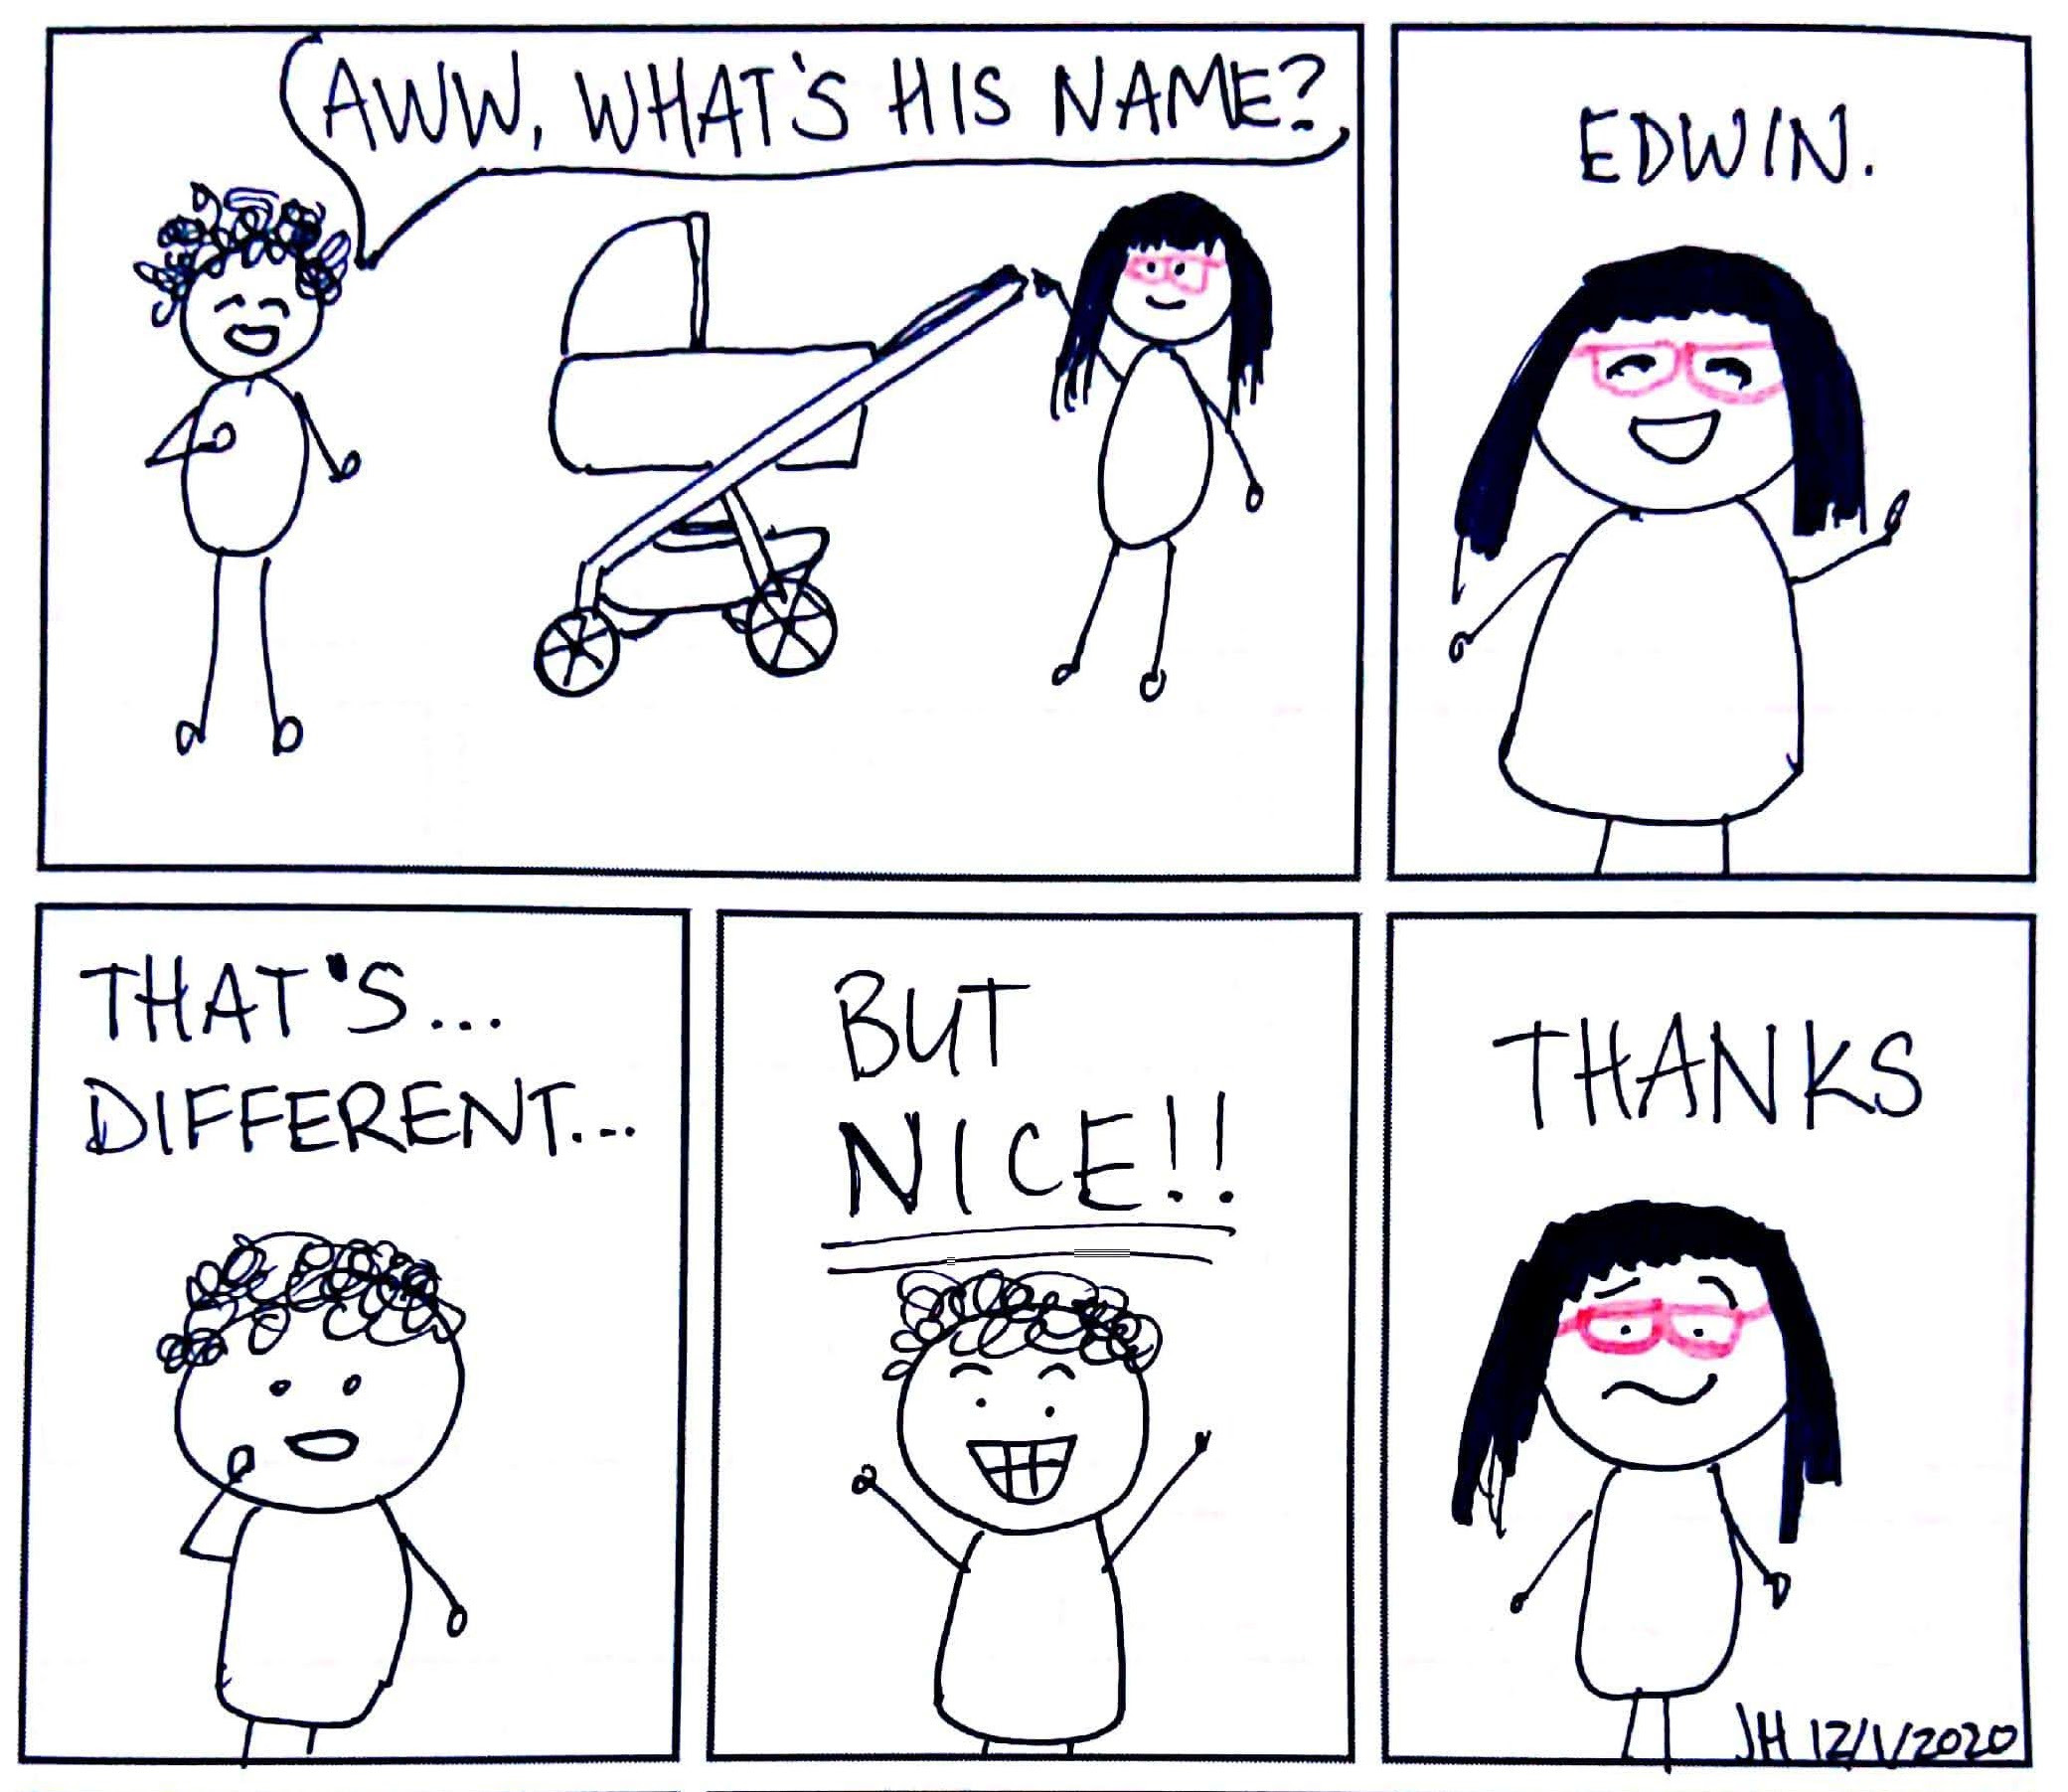 AWW, WHAT'S HIS NAME?
EDWIN.
THAT'S...
DIFFERENT...
BUT
NICE!!
THANKS
JH 12/1/2020